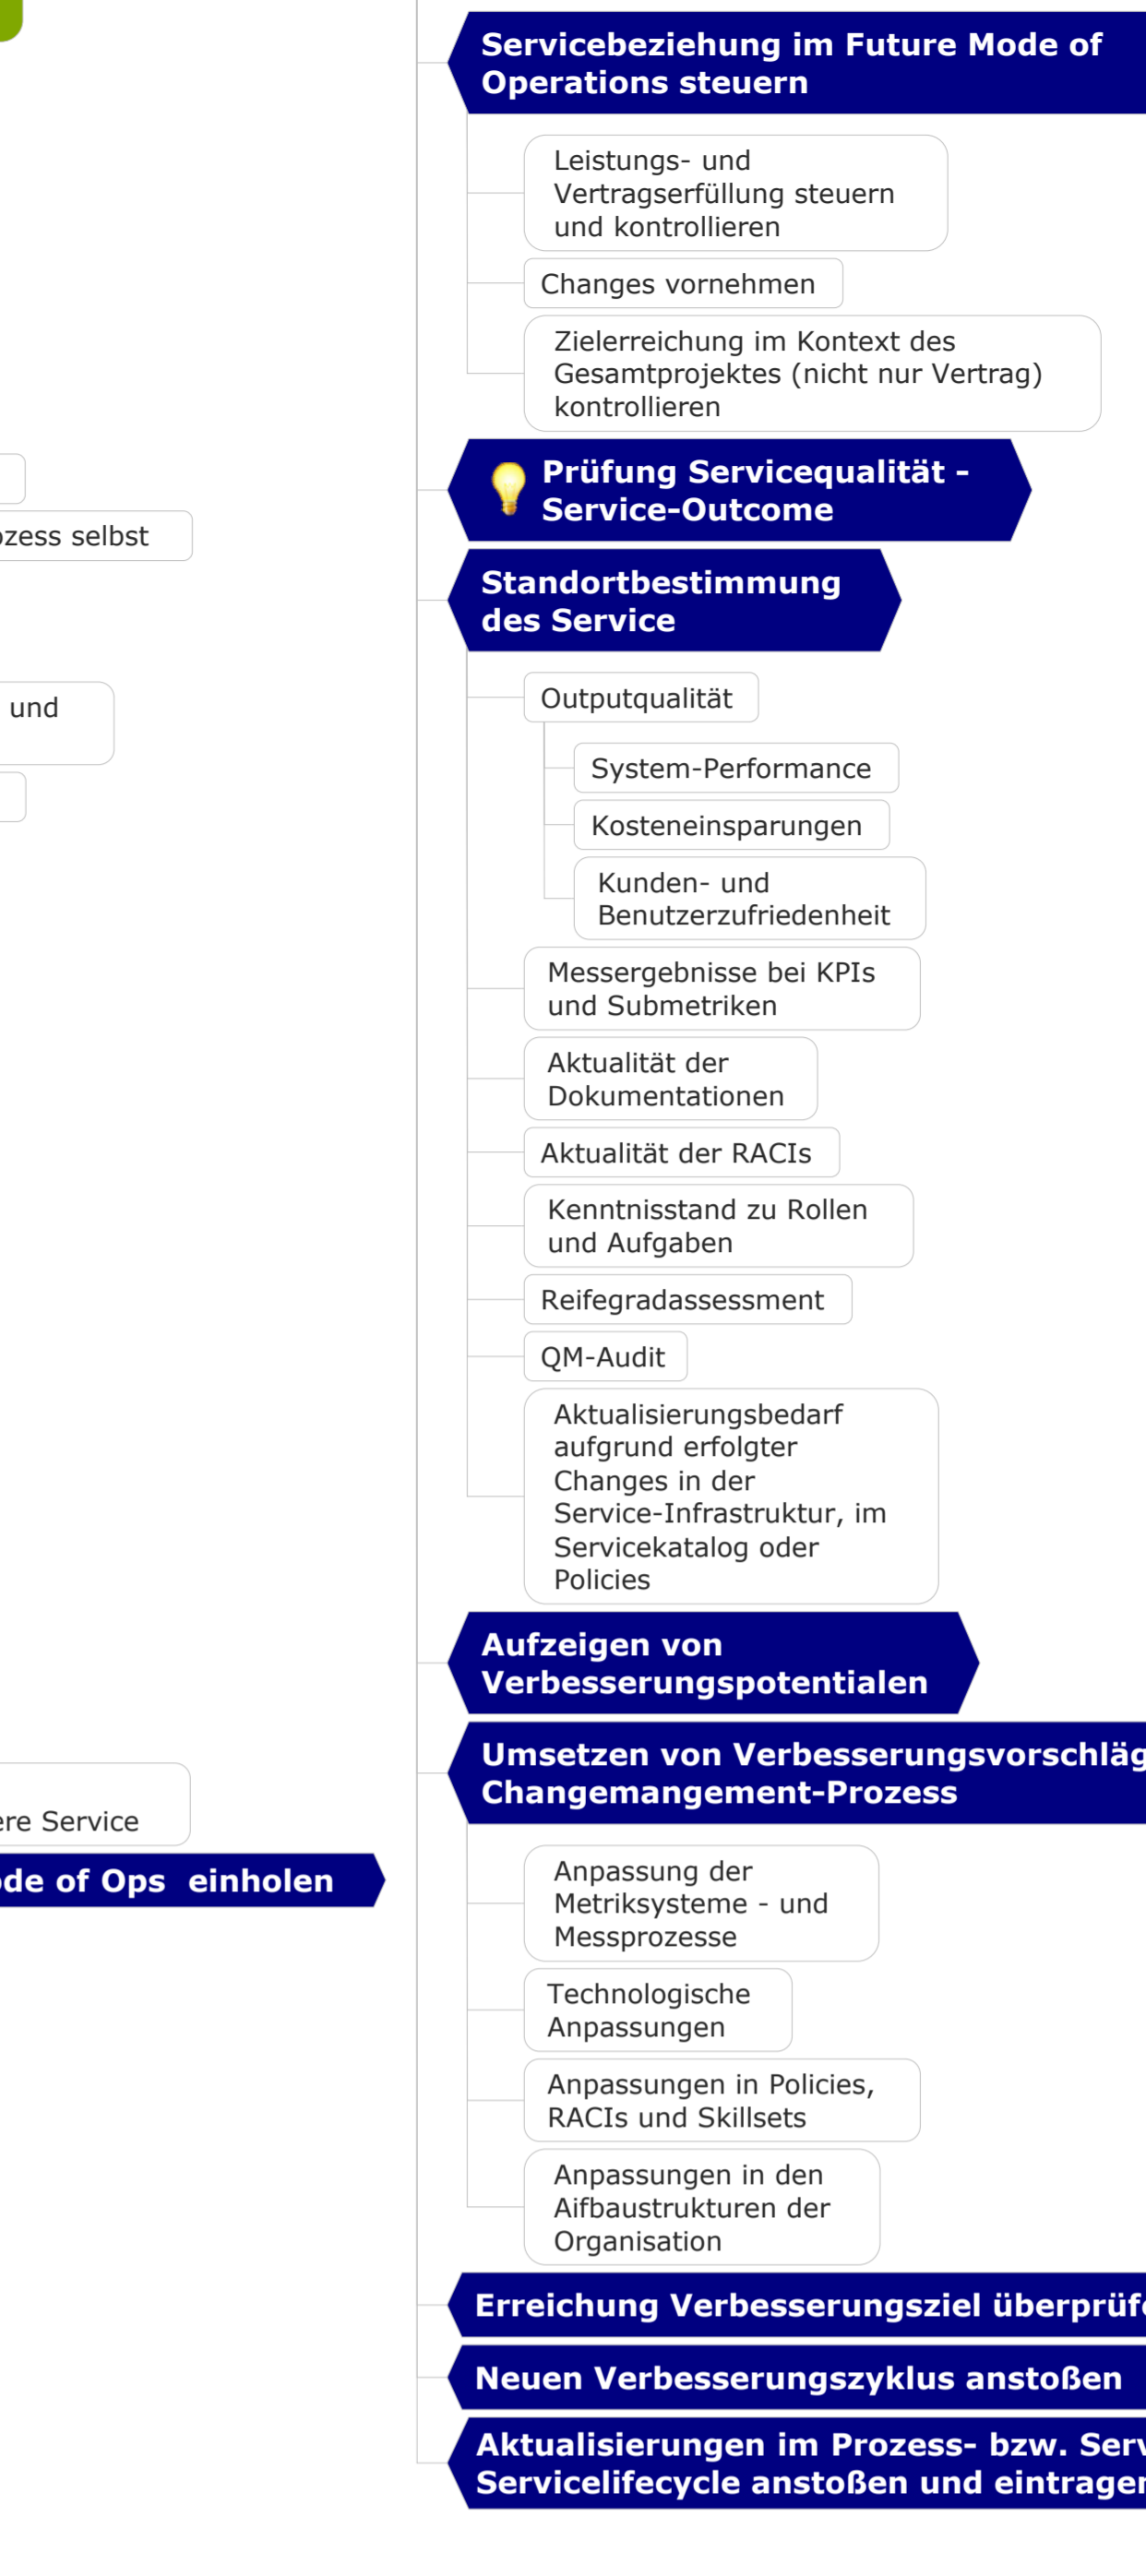 ozess selbst
und
ere Service
ode of Ops  einholen
Servicebeziehung im Future Mode of
Operations steuern
Leistungs- und
Vertragserfüllung steuern
und kontrollieren
Changes vornehmen
Zielerreichung im Kontext des
Gesamtprojektes (nicht nur Vertrag)
kontrollieren
Prüfung Servicequalität -
Service-Outcome
Standortbestimmung
des Service
Outputqualität
System-Performance
Kosteneinsparungen
Kunden- und
Benutzerzufriedenheit
Messergebnisse bei KPIs
und Submetriken
Aktualität der
Dokumentationen
Aktualität der RACIs
Kenntnisstand zu Rollen
und Aufgaben
Reifegradassessment
QM-Audit
Aktualisierungsbedarf
aufgrund erfolgter
Changes in der
Service-Infrastruktur, im
Servicekatalog oder
Policies
Aufzeigen von
Verbesserungspotentialen
Umsetzen von Verbesserungsvorschläg
Changemangement-Prozess
Anpassung der
Metriksysteme - und
Messprozesse
Technologische
Anpassungen
Anpassungen in Policies,
RACIs und Skillsets
Anpassungen in den
Aifbaustrukturen der
Organisation
Erreichung Verbesserungsziel überprüfe
Neuen Verbesserungszyklus anstoßen
Aktualisierungen im Prozess- bzw. Serv
Servicelifecycle anstoßen und eintragen